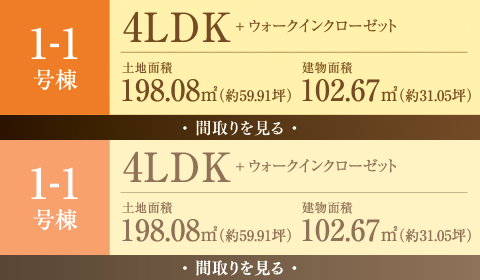 1-1
号棟
4LDK + ウォークインクローゼット
土地面積 建物面積
198.08㎡(約59.91坪) 102.67㎡(約31.05坪)
・ 間取りを見る ・
1-1
号棟
4LDK + ウォークインクローゼット
土地面積 建物面積
198.08㎡(約59.91坪) 102.67㎡(約31.05坪)
・ 間取りを見る ・